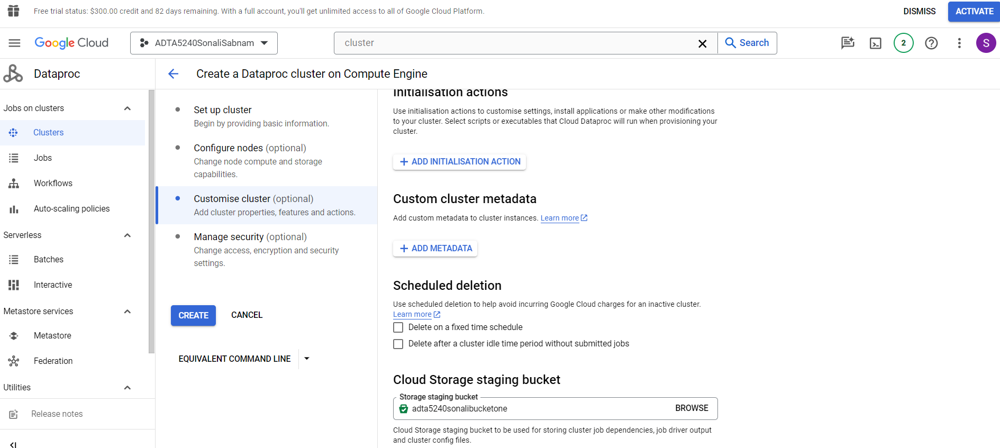 Free trial status: $300.00 credit and 82 days remaining. With a full account, you'll get unlimited access to all of Google Cloud Platform.
DISMISS
ACTIVATE
Google Cloud
ADTA5240SonaliSabnam
cluster
Search
2
S
Dataproc
Create a Dataproc cluster on Compute Engine
Jobs on clusters
Clusters
Jobs
Workflows
Auto-scaling policies
Serverless
Batches
Interactive
Metastore services
Metastore
Federation
Utilities
Release notes
Set up cluster
Begin by providing basic information.
Configure nodes (optional)
Change node compute and storage
capabilities.
Customise cluster (optional)
Add cluster properties, features and actions.
Manage security (optional)
Change access, encryption and security
settings.
CREATE
CANCEL
EQUIVALENT COMMAND LINE
Initialisation actions
Use initialisation actions to customise settings, install applications or make other modifications
to your cluster. Select scripts or executables that Cloud Dataproc will run when provisioning your
cluster.
ADD INITIALISATION ACTION
Custom cluster metadata
Add custom metadata to cluster instances. Learn more
ADD METADATA
Scheduled deletion
Use scheduled deletion to help avoid incurring Google Cloud charges for an inactive cluster.
Learn more
Delete on a fixed time schedule
Delete after a cluster idle time period without submitted jobs
Cloud Storage staging bucket
Storage staging bucket
adta5240sonalibucketone
BROWSE
Cloud Storage staging bucket to be used for storing cluster job dependencies, job driver output
and cluster config files.